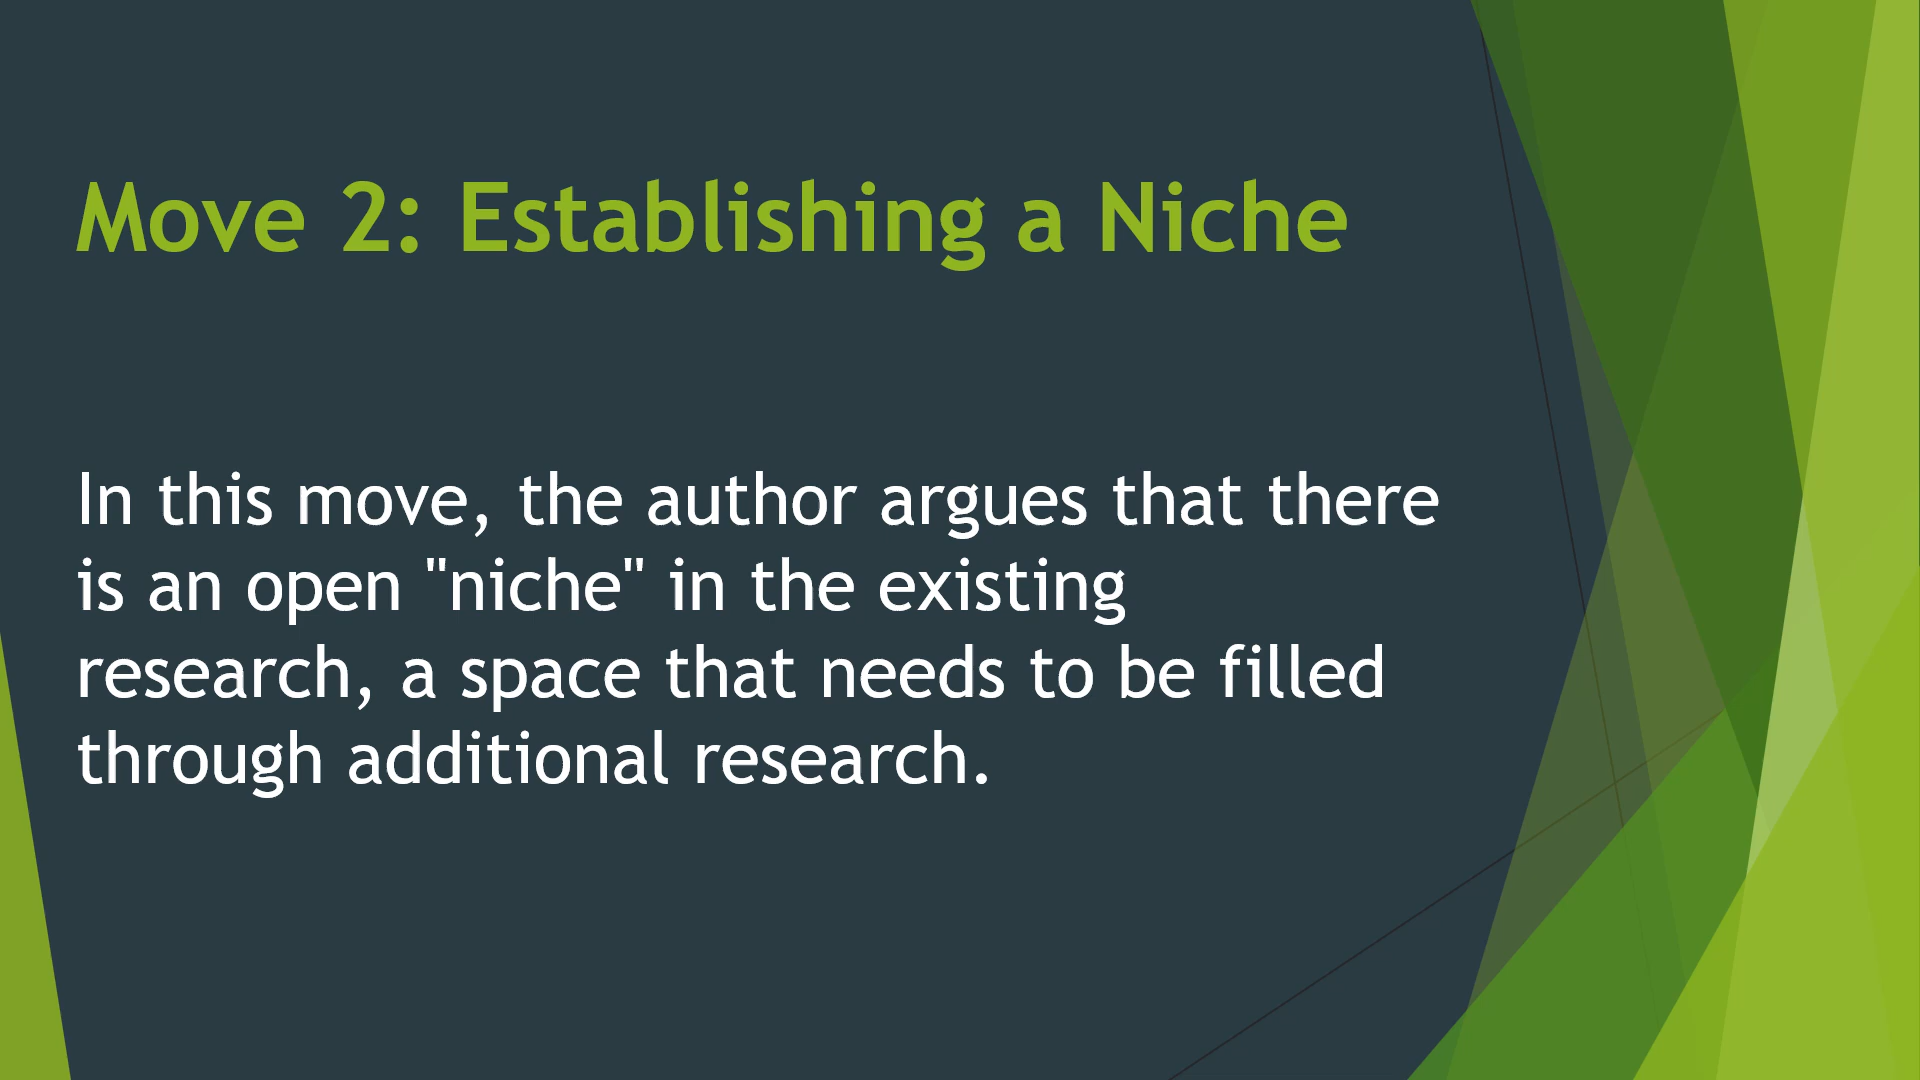 Move 2: Establishing a Niche
In this move, the author argues that there
is an open "niche" in the existing
research, a space that needs to be filled
through additional research.